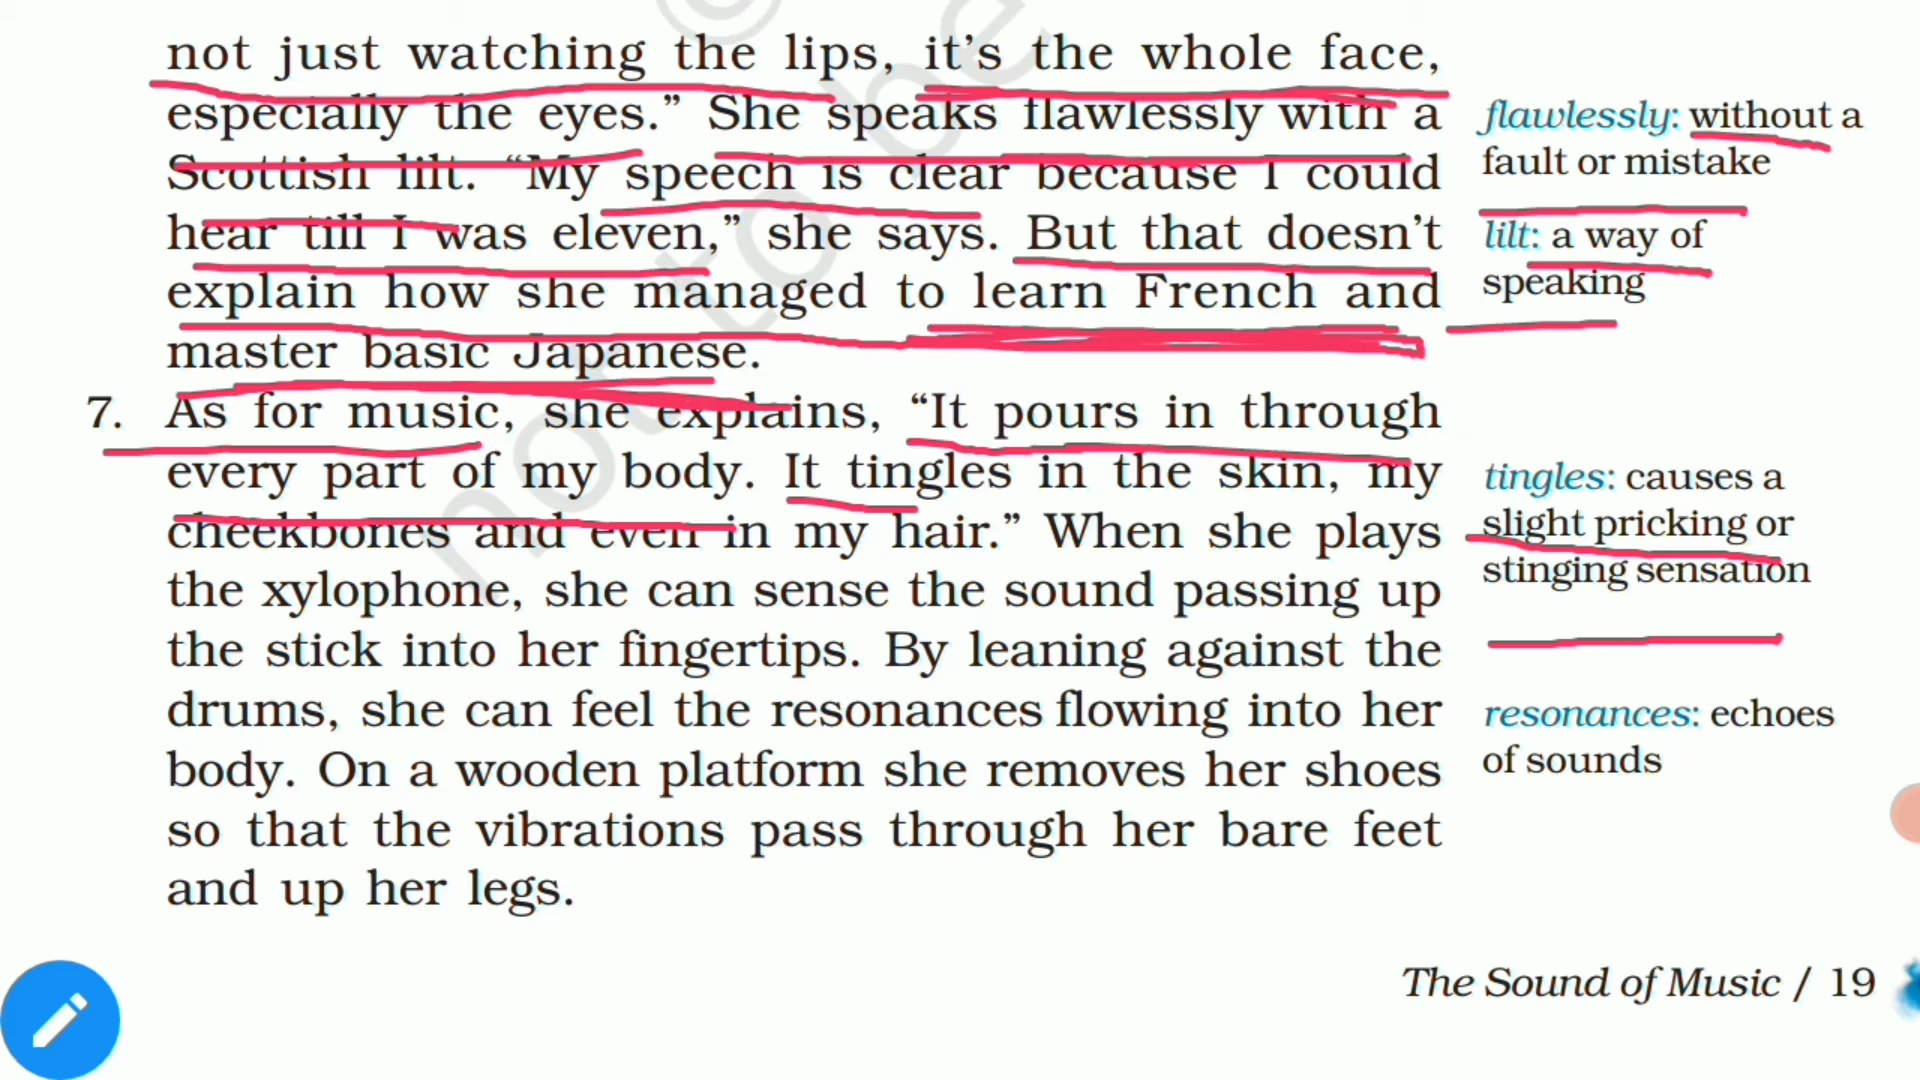 not just watching the lips, it's the whole face,
especially the eyes.” She speaks flawlessly with a
Scottish lilt. “My speech is clear because I could
hear till I was eleven,” she says. But that doesn't
explain how she managed to learn French and
master basic Japanese.
7. As for music, she explains, “It pours in through
every part of my body. It tingles in the skin, my
cheekbones and even in my hair.” When she plays
the xylophone, she can sense the sound passing up
the stick into her fingertips. By leaning against the
drums, she can feel the resonances flowing into her
body. On a wooden platform she removes her shoes
so that the vibrations pass through her bare feet
and up her legs.
flawlessly: without a
fault or mistake
lilt: a way of
speaking
tingles: causes a
slight pricking or
stinging sensation
resonances: echoes
of sounds
The Sound of Music / 19
©
not to be